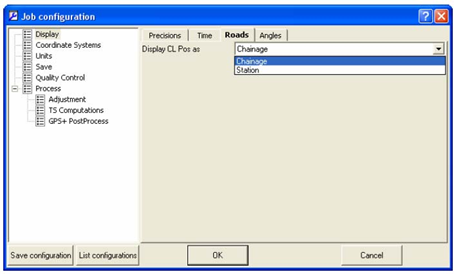 Job configuration
Display
Coordinate Systems
Units
Save
Quality Control
Process
Adjustment
TS Computations
GPS+ PostProcess
Precisions Time Roads Angles
Display CL Pos as Chainage
Chainage
Station
Save configuration List configurations OK Cancel